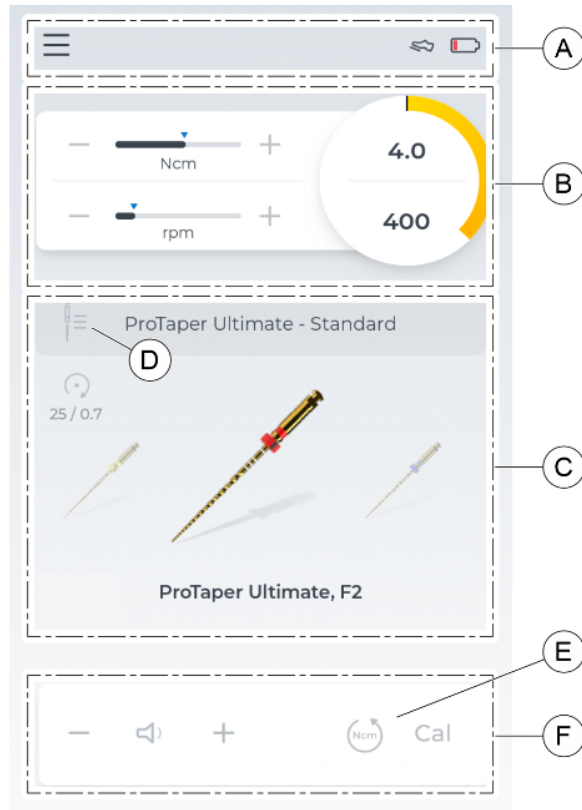 A
4.0
Ncm
B
400
rpm
ProTaper Ultimate - Standard
D
25 / 0.7
C
ProTaper Ultimate, F2
E
Ncm
Cal
F